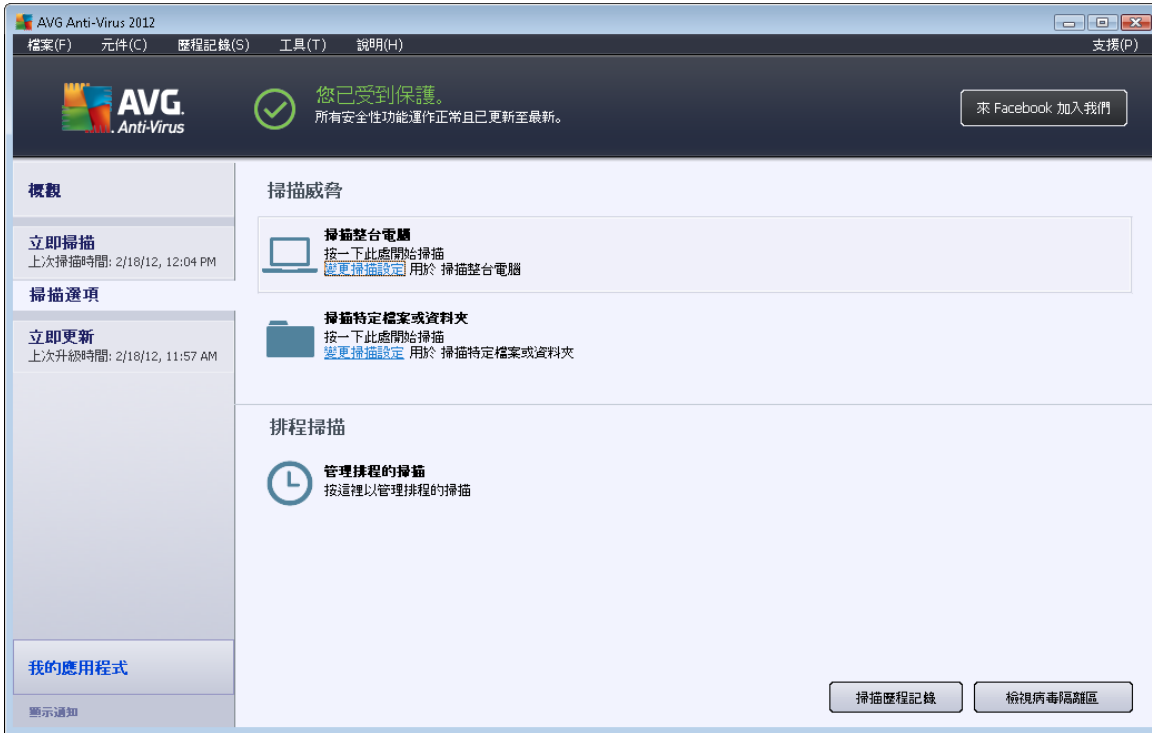 AVG Anti-Virus 2012
檔案(F) 元件(C) 歷程記錄(S) 工具(T) 說明(H) 支援(P)
AVG.
Anti-Virus
您已受到保護。
所有安全性功能運作正常且已更新至最新。
來 Facebook 加入我們
概觀
立即掃描
上次掃描時間: 2/18/12, 12:04 PM
掃描選項
立即更新
上次升級時間: 2/18/12, 11:57 AM
我的應用程式
顯示通知
掃描威脅
掃描整台電腦
按一下此處開始掃描
變更掃描設定 用於 掃描整台電腦
掃描特定檔案或資料夾
按一下此處開始掃描
變更掃描設定 用於 掃描特定檔案或資料夾
排程掃描
管理排程的掃描
按這裡以管理排程的掃描
掃描歷程記錄 檢視病毒隔離區